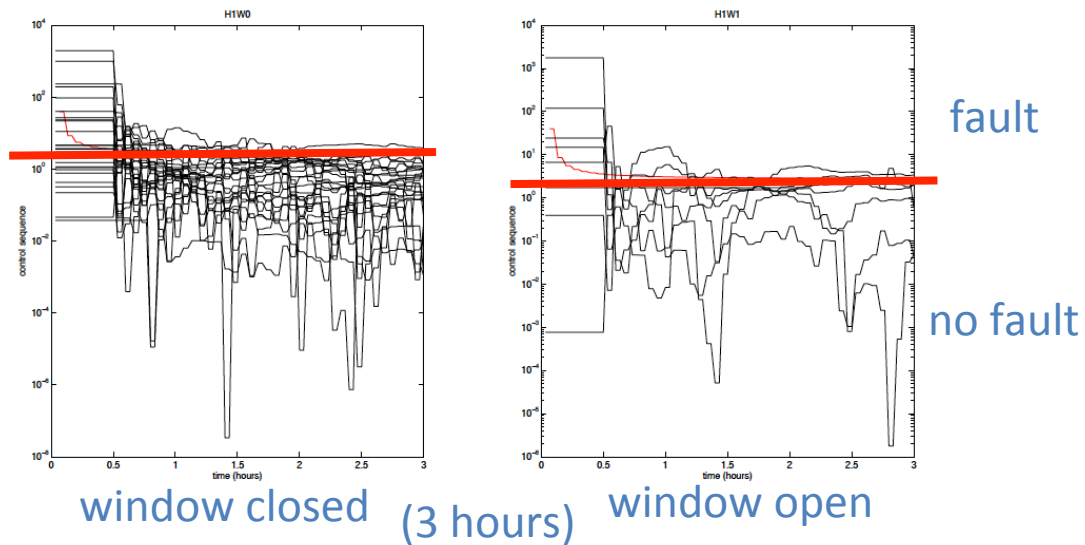 H1W0
10^4
10^2
10^0
10^-2
10^-4
10^-6
10^-8
control sequence
0 0.5 1 1.5 2 2.5 3
time (hours)
window closed
(3 hours)
H1W1
10^4
10^3
10^2
10^1
10^0
10^-1
10^-2
10^-3
10^-4
10^-5
10^-6
control sequence
0 0.5 1 1.5 2 2.5 3
time (hours)
window open
fault
no fault